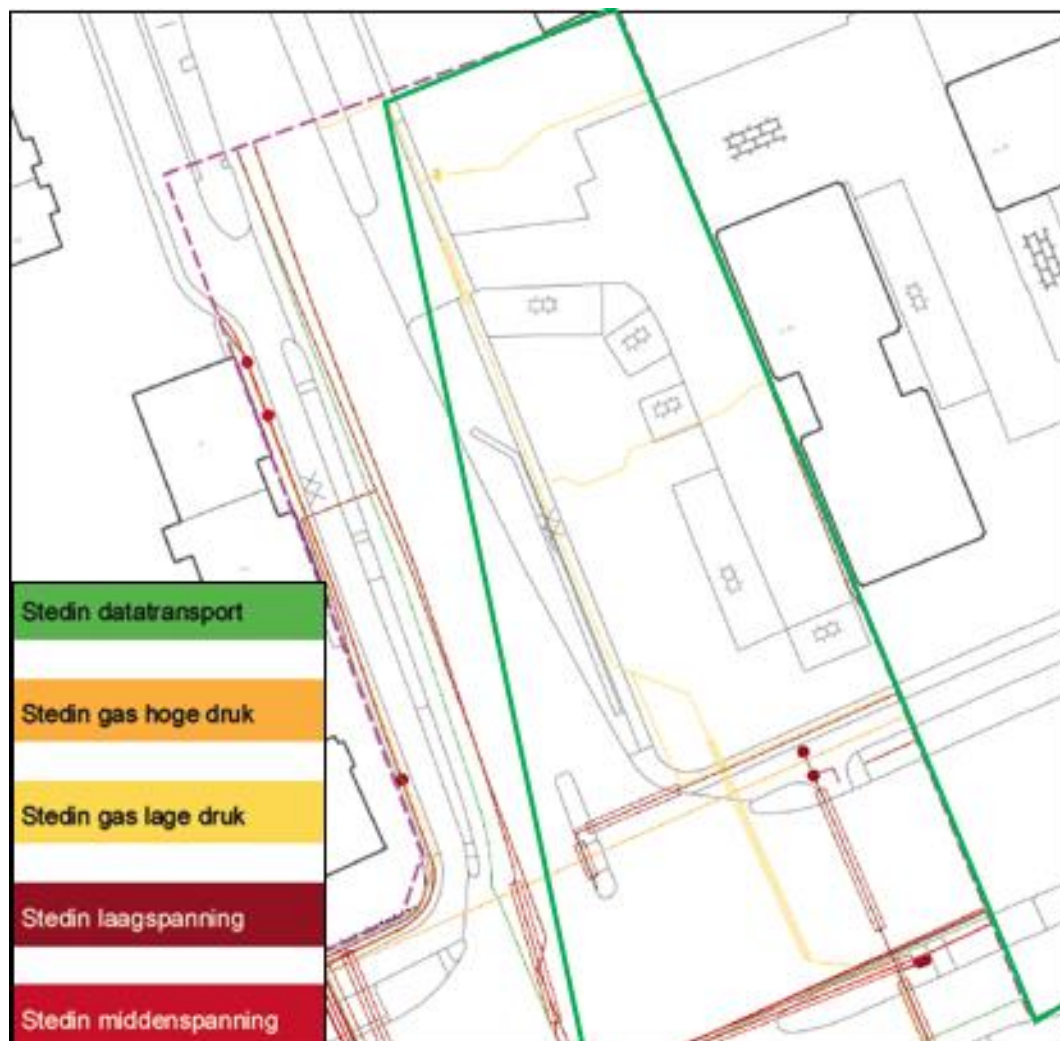 Stedin datatransport
Stedin gas hoge druk
Stedin gas lage druk
Stedin laagspanning
Stedin middenspanning